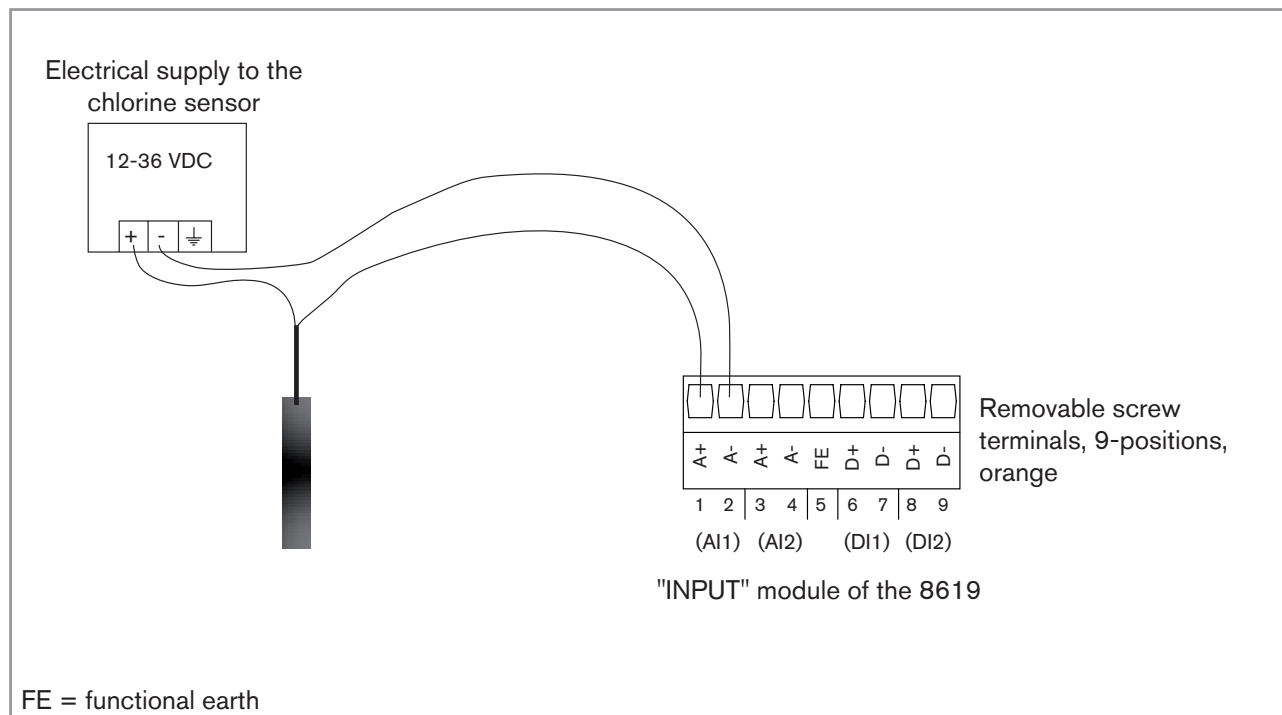 Electrical supply to the
chlorine sensor
12-36 VDC
+ -
A+ A- A+ A- FE D+ D- D+ D-
1 2 3 4 5 6 7 8 9
(AI1) (AI2) (DI1) (DI2)
Removable screw
terminals, 9-positions,
orange
"INPUT" module of the 8619
FE = functional earth